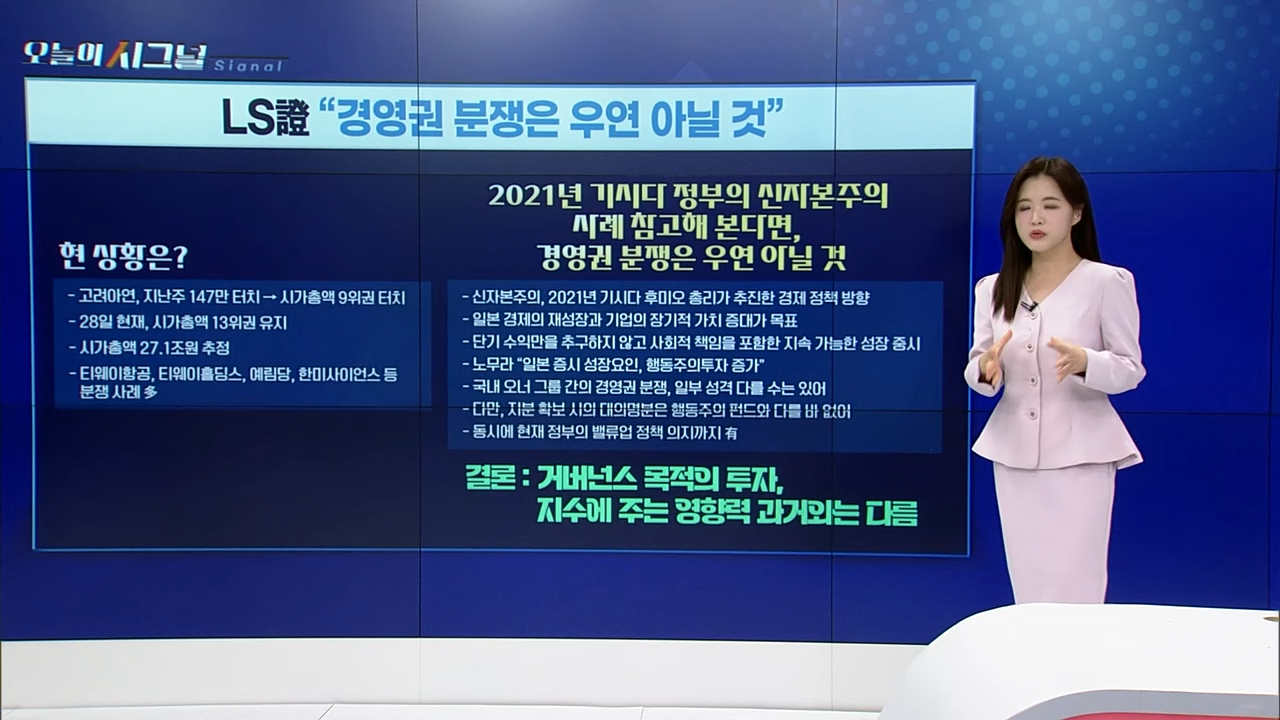 오늘의 시그널 Signal
LS證 “경영권 분쟁은 우연 아닐 것”
현 상황은?
- 고려아연, 지난주 147만 터치 → 시가총액 9위권 터치
- 28일 현재, 시가총액 13위권 유지
- 시가총액 27.1조원 추정
- 티웨이항공, 티웨이홀딩스, 예림당, 한미사이언스 등
분쟁 사례 多
2021년 기시다 정부의 신자본주의
사례 참고해 본다면,
경영권 분쟁은 우연 아닐 것
- 신자본주의, 2021년 기시다 후미오 총리가 추진한 경제 정책 방향
- 일본 경제의 재성장과 기업의 장기적 가치 증대가 목표
- 단기 수익만을 추구하지 않고 사회적 책임을 포함한 지속 가능한 성장 중시
- 노무라 “일본 증시 성장요인, 행동주의투자 증가”
- 국내 오너 그룹 간의 경영권 분쟁, 일부 성격 다를 수는 있어
- 다만, 지분 확보 시의 대의명분은 행동주의 펀드와 다를 바 없어
- 동시에 현재 정부의 밸류업 정책 의지까지 有
결론 : 거버넌스 목적의 투자,
지수에 주는 영향력 과거와는 다름